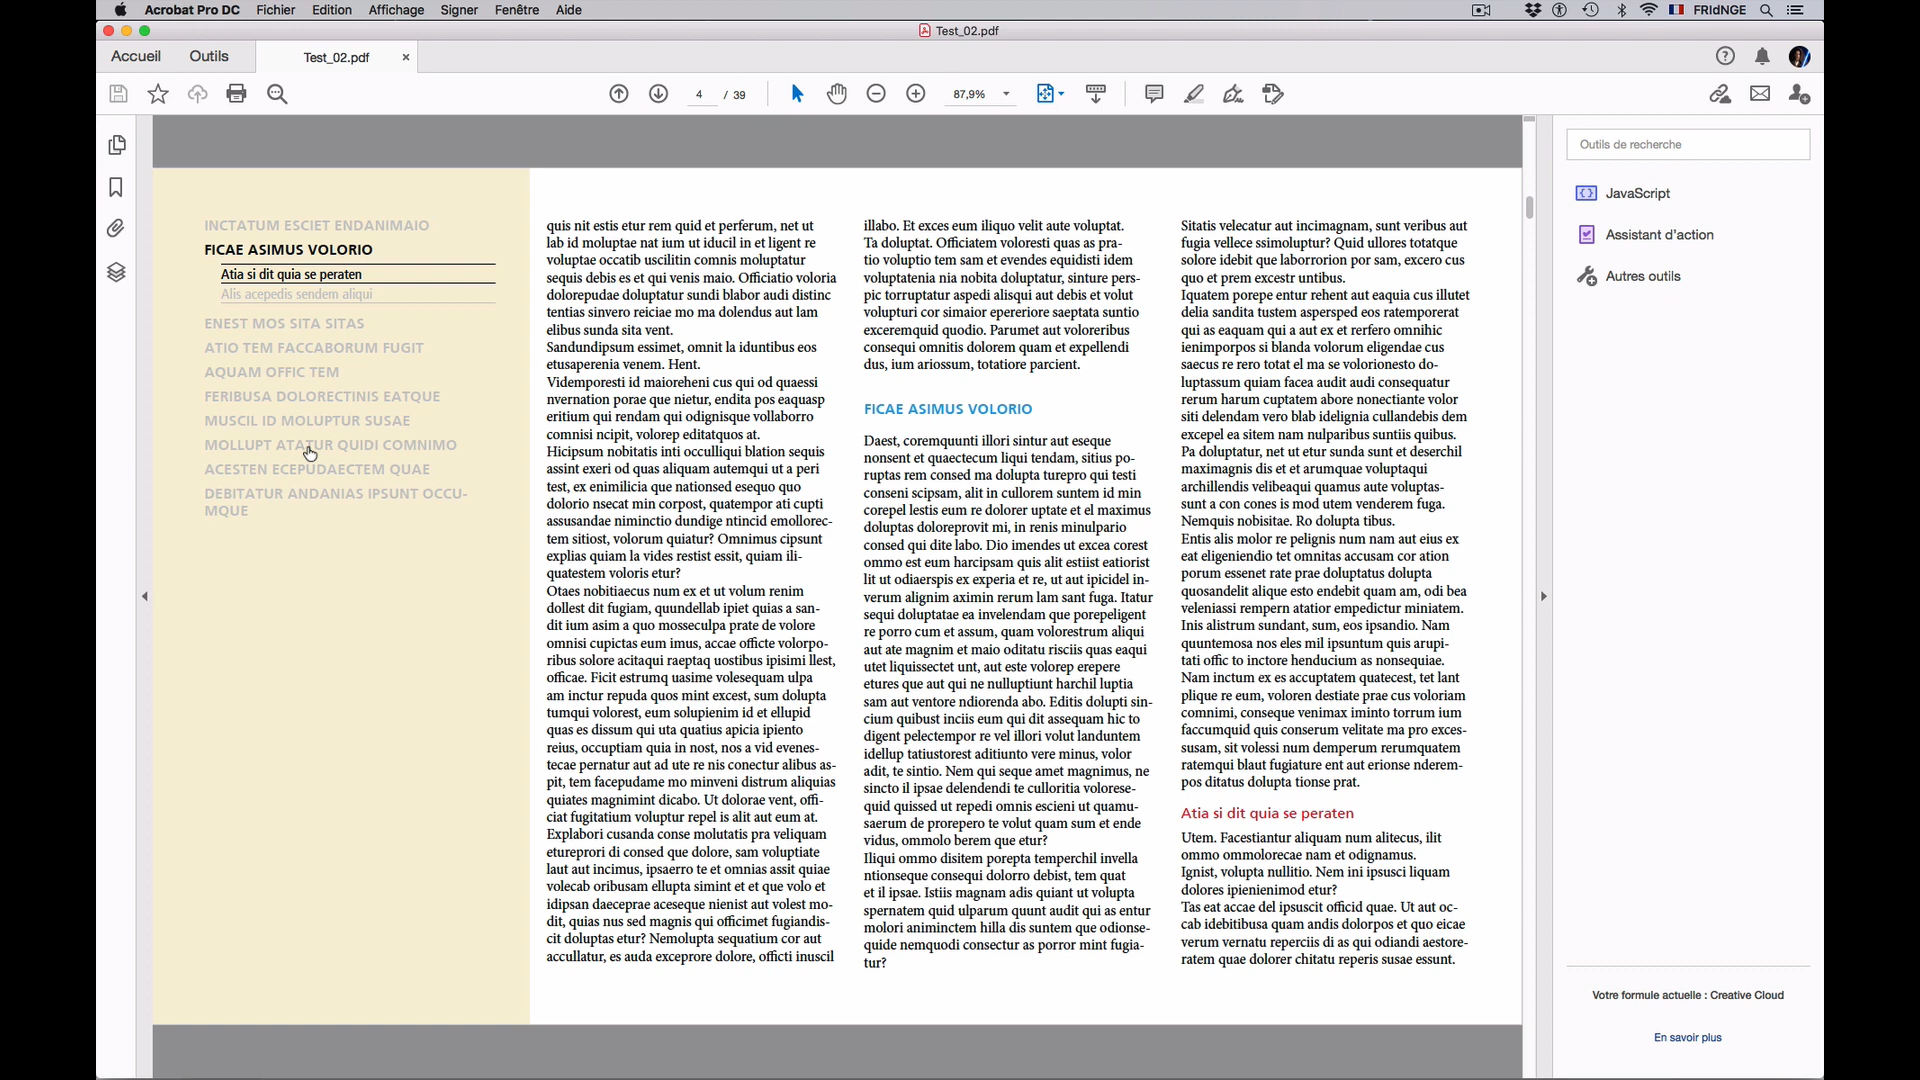 Acrobat Pro DC Fichier Edition Affichage Signer Fenêtre Aide FRIdNGE
Test_02.pdf
Accueil Outils Test_02.pdf ×
4 / 39 87,9%
INCTATUM ESCIET ENDANIMAIO
FICAE ASIMUS VOLORIO
Atia si dit quia se peraten
Alis acepedis sendem aliqui
ENEST MOS SITA SITAS
ATIO TEM FACCABORUM FUGIT
AQUAM OFFIC TEM
FERIBUSA DOLORECTINIS EATQUE
MUSCIL ID MOLUPTUR SUSAE
MOLLUPT ATATUR QUIDI COMNIMO
ACESTEN ECEPUDAECTEM QUAE
DEBITATUR ANDANIAS IPSUNT OCCU-
MQUE
quis nit estis etur rem quid et perferum, net ut
lab id moluptae nat ium ut iducil in et ligent re
voluptae occatib uscilitin comnis moluptatur
sequis debis es et qui venis maio. Officiatio voloria
dolorepudae doluptatur sundi blabor audi distinc
tentias sinvero reiciae mo ma dolendus aut lam
elibus sunda sita vent.
Sandundipsum essimet, omnit la iduntibus eos
etusaperenia venem. Hent.
Videmporesti id maioreheni cus qui od quaessi
nvernation porae que nietur, endita pos eaquasp
eritium qui rendam qui odignisque vollaborro
comnisi ncipit, volorep editatquos at.
Hicipsum nobitatis inti occulliqui blation sequis
assint exeri od quas aliquam autemqui ut a peri
test, ex enimilicia que nationsed esequo quo
dolorio nsecat min corpost, quatempor ati cupti
assusandae niminctio dundige ntincid emollorec-
tem sitiost, volorum quiatur? Omnimus cipsunt
explias quiam la vides restist essit, quiam ili-
quatestem voloris etur?
Otaes nobitiaecus num ex et ut volum renim
dollest dit fugiam, quundellab ipiet quias a san-
dit ium asim a quo mosseculpa prate de volore
omnisi cupictas eum imus, accae officte volorpo-
ribus solore acitaqui raeptaq uostibus ipisimi llest,
officae. Ficit estrumq uasime volesequam ulpa
am inctur repuda quos mint excest, sum dolupta
tumqui volorest, eum solupienim id et ellupid
quas es dissum qui uta quatius apicia ipiento
reius, occuptiam quia in nost, nos a vid evenes-
tecae pernatur aut ad ute re nis conectur alibus as-
pit, tem facepudame mo minveni distrum aliquias
quiates magnimint dicabo. Ut dolorae vent, offi-
ciat fugitatium voluptur repel is alit aut eum at.
Explabori cusanda conse molutatis pra veliquam
etureprori di consed que dolore, sam voluptiate
laut aut incimus, ipsaerro te et omnias assit quiae
volecab oribusam ellupta simint et et que volo et
idipsan daeceprae aceseque nienist aut volest mo-
dit, quias nus sed magnis qui officimet fugiandis-
cit doluptas etur? Nemolupta sequatium cor aut
accullatur, es auda exceprore dolore, officti inuscil
illabo. Et exces eum iliquo velit aute voluptat.
Ta doluptat. Officiatem voloresti quas as pra-
tio voluptio tem sam et evendes equidisti idem
voluptatenia nia nobita doluptatur, sinture pers-
pic torruptatur aspedi alisqui aut debis et volut
volupturi cor simaior epereriore saeptata suntio
exceremquid quodio. Parumet aut voloreribus
consequi omnitis dolorem quam et expellendi
dus, ium ariossum, totatiore parcient.
FICAE ASIMUS VOLORIO
Daest, coremquunti illori sintur aut eseque
nonsent et quaectecum liqui tendam, sitius po-
ruptas rem consed ma dolupta turepro qui testi
conseni scipsam, alit in cullorem suntem id min
corepel lestis eum re dolorer uptate et el maximus
doluptas doloreprovit mi, in renis minulpario
consed qui dite labo. Dio imendes ut excea corest
ommo est eum harcipsam quis alit estiist eatiorist
lit ut odiaerspis ex experia et re, ut aut ipicidel in-
verum alignim aximin rerum lam sant fuga. Itatur
sequi doluptatae ea invelendam que porepeligent
re porro cum et assum, quam volorestrum aliqui
aut ate magnim et maio oditatu risciis quas eaqui
utet liquissectet unt, aut este volorep erepere
etures que aut qui ne nulluptiunt harchil luptia
sam aut ventore ndiorenda abo. Editis dolupti sin-
cium quibust inciis eum qui dit assequam hic to
digent pelectempor re vel illori volut landuntem
idellup tatiustorest aditiunto vere minus, volor
adit, te sintio. Nem qui seque amet magnimus, ne
sincto il ipsae delendendi te culloritia volorese-
quid quissed ut repedi omnis escieni ut quamu-
saerum de prorepero te volut quam sum et ende
vidus, ommolo berem que etur?
Iliqui ommo disitem porepta temperchil invella
ntionseque consequi dolorro debist, tem quat
et il ipsae. Istiis magnam adis quiant ut volupta
spernatem quid ulparum quunt audit qui as entur
molori animinctem hilla dis suntem que odionse-
quide nemquodi consectur as porror mint fugia-
tur?
Sitatis velecatur aut incimagnam, sunt veribus aut
fugia vellece ssimoluptur? Quid ullores totatque
solore idebit que laborrorion por sam, excero cus
quo et prem excestr untibus.
Iquatem porepe entur rehent aut eaquia cus illutet
delia sandita tustem aspersped eos ratemporerat
qui as eaquam qui a aut ex et rerfero omnihic
ienimporpos si blanda volorum eligendae cus
saecus re rero totat el ma se volorionesto do-
luptassum quiam facea audit audi consequatur
rerum harum cuptatem abore nonectiante volor
siti delendam vero blab idelignia cullandebis dem
excepel ea sitem nam nulparibus suntiis quibus.
Pa doluptatur, net ut etur sunda sunt et deserchil
maximagnis dis et et arumquae voluptaqui
archillendis velibeaqui quamus aute voluptas-
sunt a con cones is mod utem venderem fuga.
Nemquis nobisitae. Ro dolupta tibus.
Entis alis molor re pelignis num nam aut eius ex
eat eligeniendio tet omnitas accusam cor ation
porum essenet rate prae doluptatus dolupta
quosandelit alique esto endebit quam am, odi bea
veleniassi rempern atatior empedictur miniatem.
Inis alistrum sundant, sum, eos ipsandio. Nam
quuntemosa nos eles mil ipsuntum quis arupi-
tati offic to inctore henducium as nonsequiae.
Nam inctum ex es accuptatem quatecest, tet lant
plique re eum, voloren destiate prae cus voloriam
comnimi, conseque venimax iminto torrum ium
faccumquid quis conserum velitate ma pro exces-
susam, sit volessi num demperum rerumquatem
ratemqui blaut fugiature ent aut erionse nderem-
pos ditatus dolupta tionse prat.
Atia si dit quia se peraten
Utem. Facestiantur aliquam num alitecus, ilit
ommo ommolorecae nam et odignamus.
Ignist, volupta nullitio. Nem ini ipsusci liquam
dolores ipienienimod etur?
Tas eat accae del ipsuscit officid quae. Ut aut oc-
cab idebitibusa quam andis dolorpos et quo eicae
verum vernatu reperciis di as qui odiandi aestore-
ratem quae dolorer chitatu reperis susae essunt.
Outils de recherche
JavaScript
Assistant d'action
Autres outils
Votre formule actuelle : Creative Cloud
En savoir plus